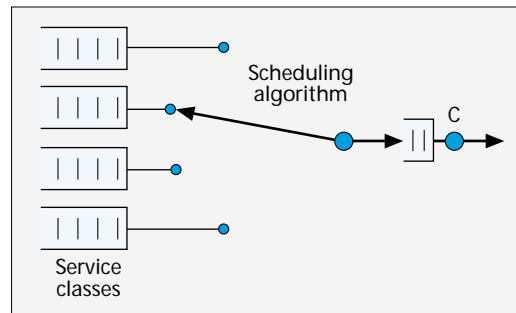 Scheduling
algorithm
C
Service
classes